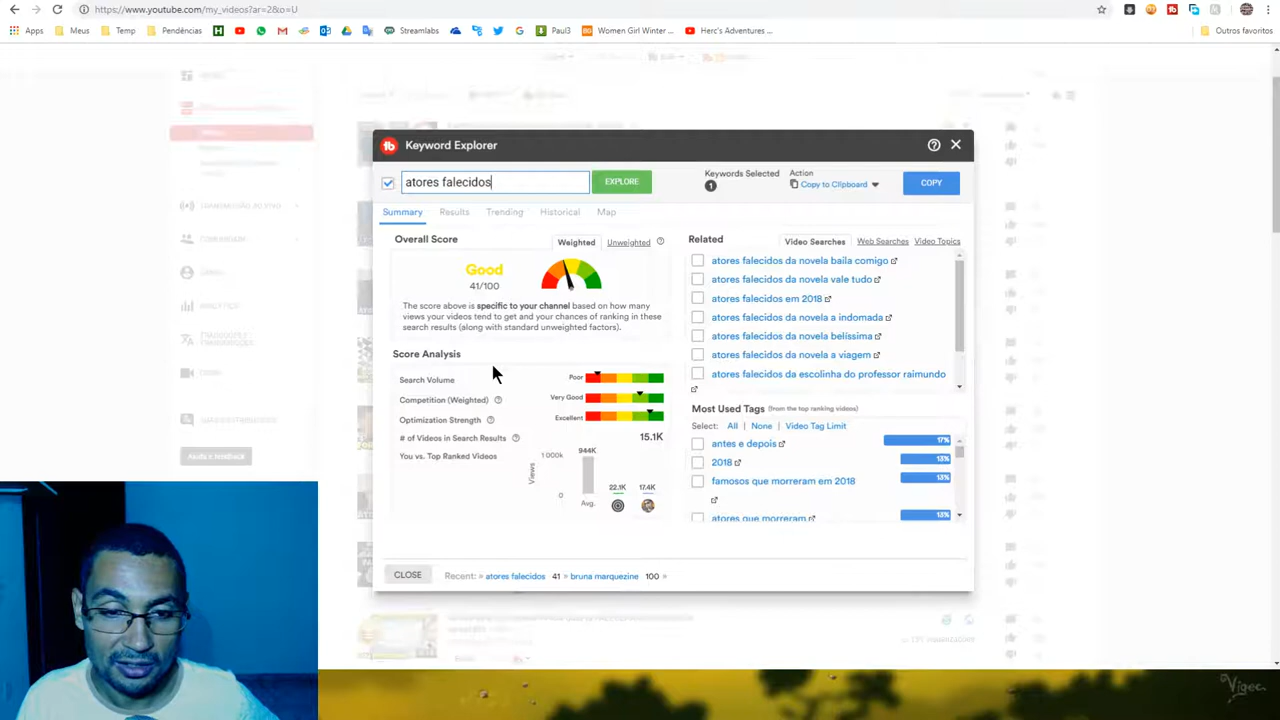 https://www.youtube.com/my_videos?ar=2&o=U
Apps
Meus
Temp
Pendências
Streamlabs
Paul3
Women Girl Winter ...
Herc's Adventures ...
Outros favoritos
Keyword Explorer
atores falecidos
EXPLORE
Keywords Selected
1
Action
Copy to Clipboard
COPY
Summary
Results
Trending
Historical
Map
Overall Score
Weighted
Unweighted
Good
41/100
The score above is specific to your channel based on how many
views your videos tend to get and your chances of ranking in these
search results (along with standard unweighted factors).
Score Analysis
Search Volume
Poor
Competition (Weighted)
Very Good
Optimization Strength
Excellent
# of Videos in Search Results
15.1K
You vs. Top Ranked Videos
Views
1 000k
0
944K
22.1K
17.4K
Avg.
Related
Video Searches
Web Searches
Video Topics
atores falecidos da novela baila comigo
atores falecidos da novela vale tudo
atores falecidos em 2018
atores falecidos da novela a indomada
atores falecidos da novela belíssima
atores falecidos da novela a viagem
atores falecidos da escolinha do professor raimundo
Most Used Tags (from the top ranking videos)
Select: All | None | Video Tag Limit
antes e depois
17%
2018
13%
famosos que morreram em 2018
13%
atores que morreram
13%
CLOSE
Recent: » atores falecidos 41 » bruna marquezine 100 »
Ajuda e feedback
Vigec